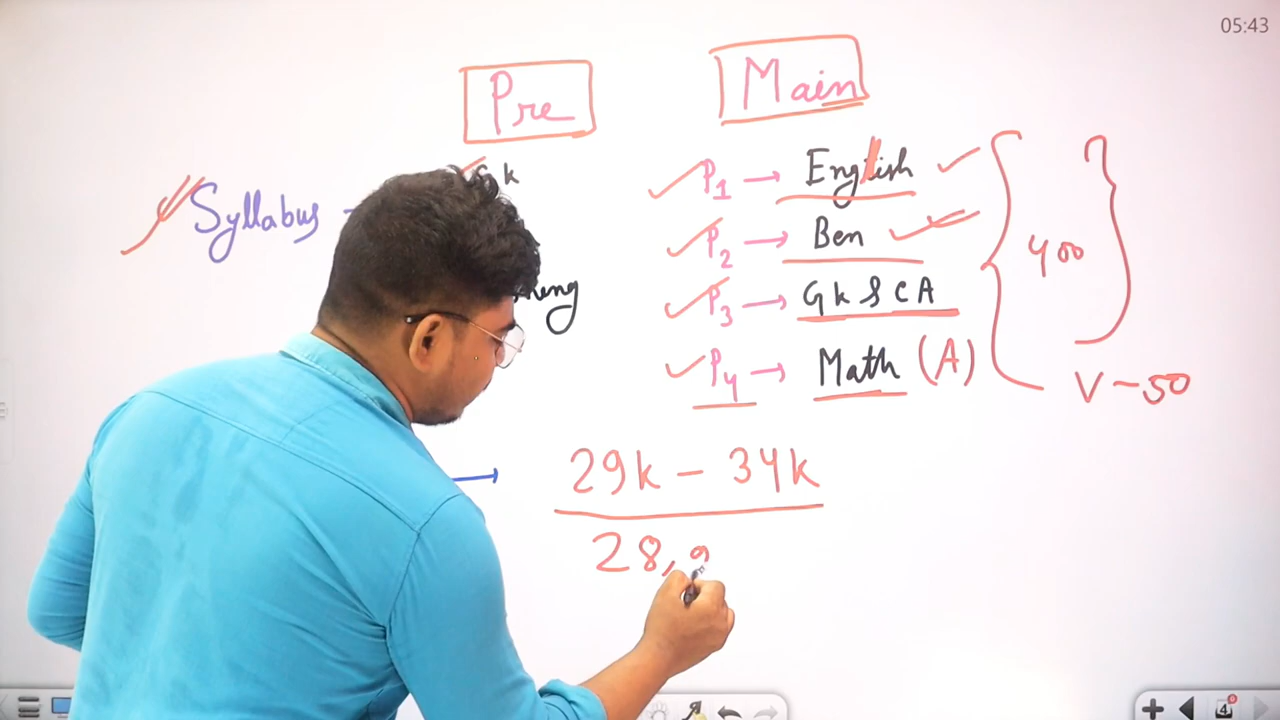 05:43
Pre
Main
Syllabus
GK
P1 → English
P2 → Ben
P3 → GK & CA
P4 → Math (A)
400
V - 50
29k - 34k
28,9
4